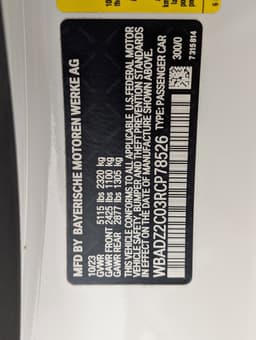 MFD BY BAYERISCHE MOTOREN WERKE AG
10/23
GVWR 5115 lbs 2320 kg
GAWR FRONT 2425 lbs 1100 kg
GAWR REAR 2877 lbs 1305 kg
THIS VEHICLE CONFORMS TO ALL APPLICABLE U.S.FEDERAL MOTOR
VEHICLE SAFETY, BUMPER AND THEFT PREVENTION STANDARDS
IN EFFECT ON THE DATE OF MANUFACTURE SHOWN ABOVE.
WBADZ2C03RCP78526 TYPE: PASSENGER CAR
300/0
7 315 814